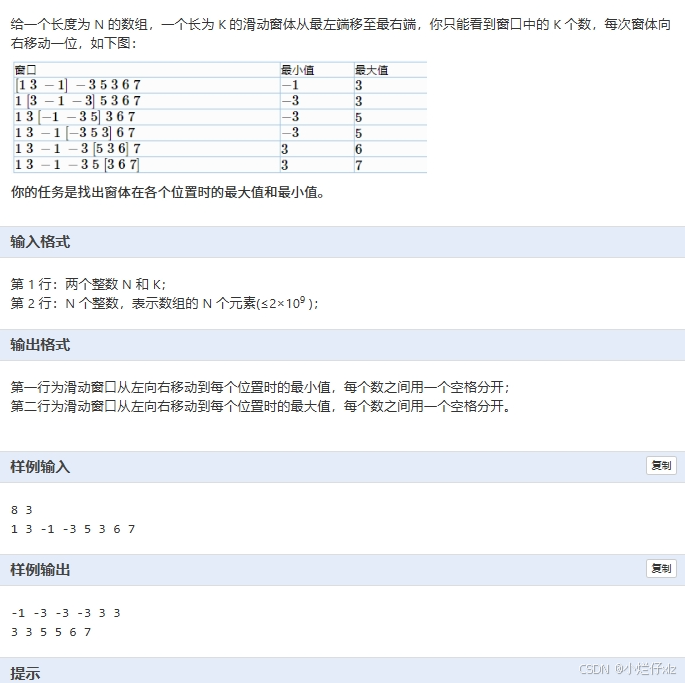 给一个长度为 N 的数组，一个长为 K 的滑动窗体从最左端移至最右端，你只能看到窗口中的 K 个数，每次窗体向
右移动一位，如下图：
窗口 最小值 最大值
[1 3 −1] −3 5 3 6 7 −1 3
1 [3 −1 −3] 5 3 6 7 −3 3
1 3 [−1 −3 5] 3 6 7 −3 5
1 3 −1 [−3 5 3] 6 7 −3 5
1 3 −1 −3 [5 3 6] 7 3 6
1 3 −1 −3 5 [3 6 7] 3 7
你的任务是找出窗体在各个位置时的最大值和最小值。
输入格式
第 1 行：两个整数 N 和 K；
第 2 行：N 个整数，表示数组的 N 个元素(≤2×10⁹ )；
输出格式
第一行为滑动窗口从左向右移动到每个位置时的最小值，每个数之间用一个空格分开；
第二行为滑动窗口从左向右移动到每个位置时的最大值，每个数之间用一个空格分开。
样例输入
复制
8 3
1 3 -1 -3 5 3 6 7
样例输出
复制
-1 -3 -3 -3 3 3
3 3 5 5 6 7
提示
CSDN @小烂仔xlz